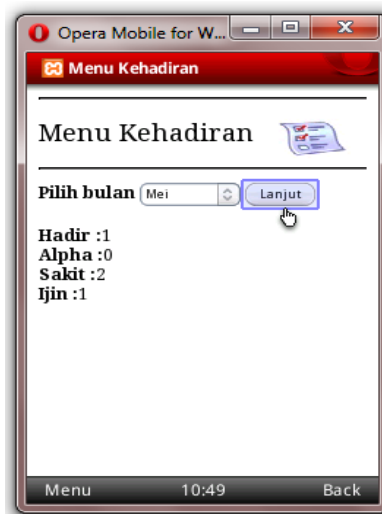 Opera Mobile for W...
Menu Kehadiran
Menu Kehadiran
Pilih bulan Mei Lanjut
Hadir :1
Alpha :0
Sakit :2
Ijin :1
Menu 10:49 Back